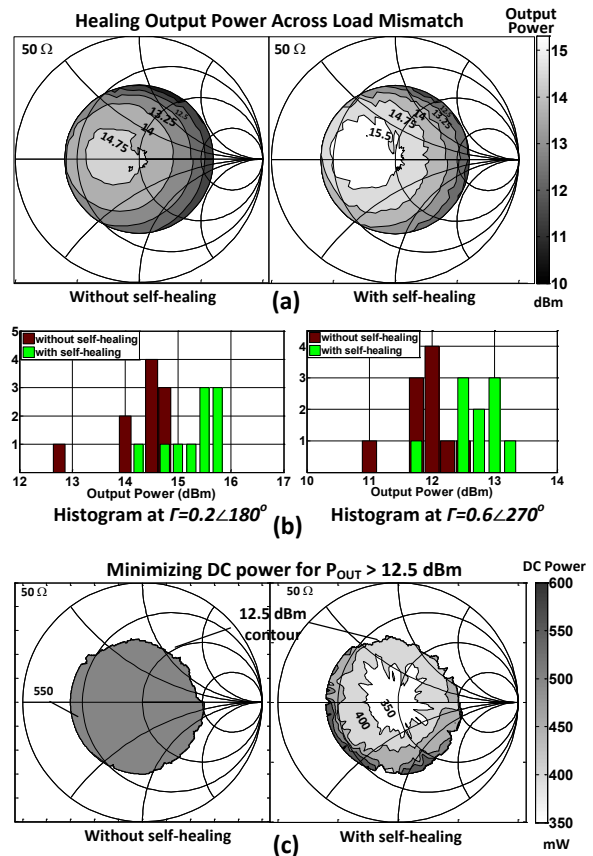 Healing Output Power Across Load Mismatch
Output
Power
50 Ω
50 Ω
13.25
12.5
14
14.75
14
14.75
13.25
.15.5
15
14
13
12
11
10
dBm
Without self-healing
With self-healing
(a)
5
4
3
2
1
without self-healing
with self-healing
12 13 14 15 16 17
Output Power (dBm)
4
3
2
1
without self-healing
with self-healing
10 11 12 13 14
Output Power (dBm)
Histogram at Γ=0.2∠180°
(b)
Histogram at Γ=0.6∠270°
Minimizing DC power for POUT > 12.5 dBm
DC Power
50 Ω
50 Ω
12.5 dBm
contour
550
400
350
600
550
500
450
400
350
mW
Without self-healing
With self-healing
(c)